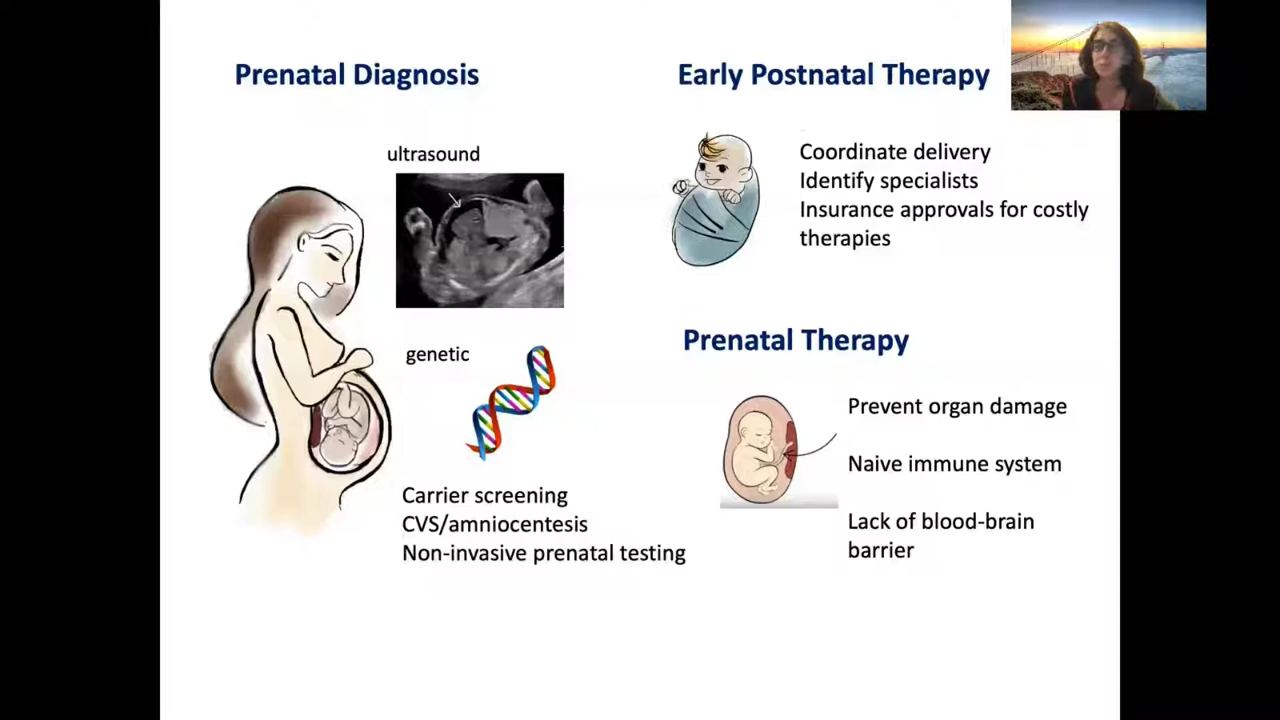 Prenatal Diagnosis
ultrasound
genetic
Carrier screening
CVS/amniocentesis
Non-invasive prenatal testing
Early Postnatal Therapy
Coordinate delivery
Identify specialists
Insurance approvals for costly
therapies
Prenatal Therapy
Prevent organ damage
Naive immune system
Lack of blood-brain
barrier